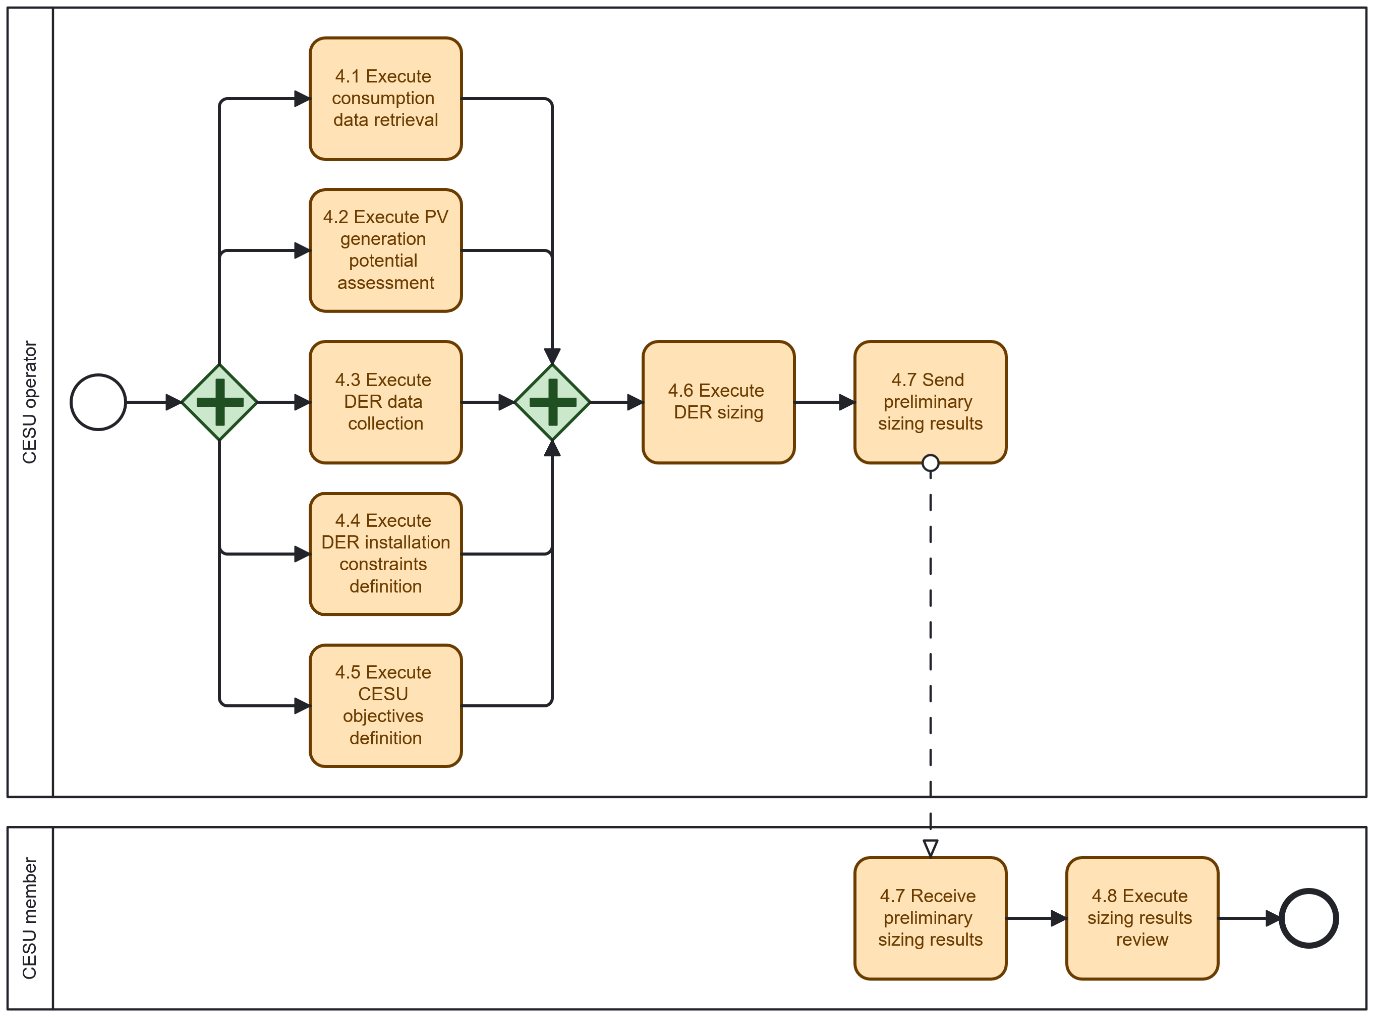 CESU operator
4.1 Execute
consumption
data retrieval
4.2 Execute PV
generation
potential
assessment
4.3 Execute
DER data
collection
4.4 Execute
DER installation
constraints
definition
4.5 Execute
CESU
objectives
definition
4.6 Execute
DER sizing
4.7 Send
preliminary
sizing results
CESU member
4.7 Receive
preliminary
sizing results
4.8 Execute
sizing results
review